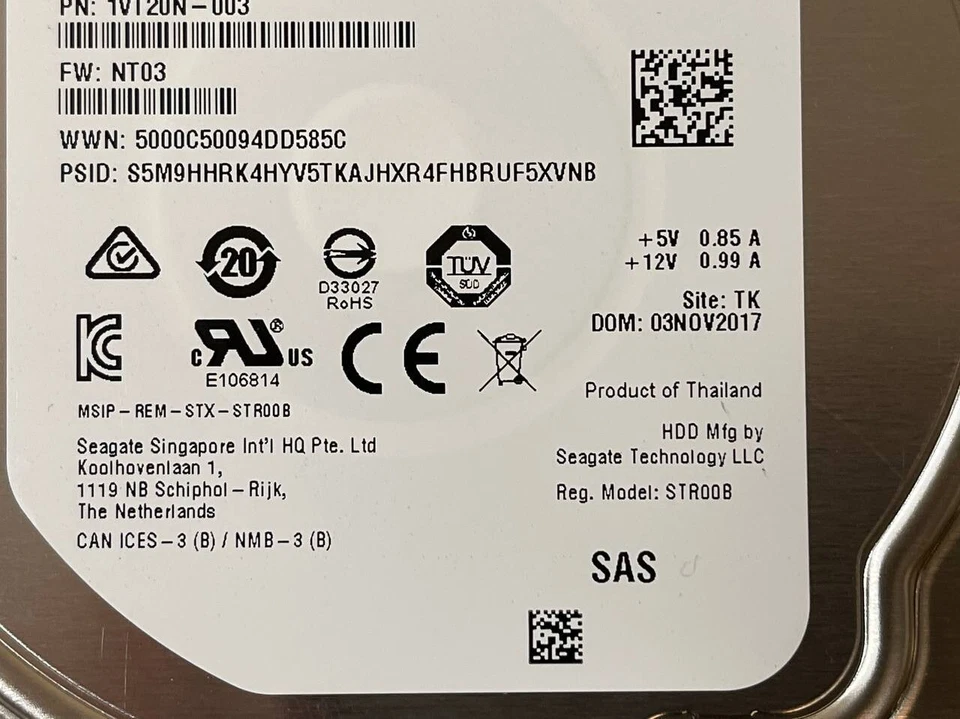 PN: 1VT20N-003
FW: NT03
WWN: 5000C50094DD585C
PSID: S5M9HHRK4HYV5TKAJHXR4FHBRUF5XVNB
20
D33027
RoHS
TÜV
SÜD
+5V 0.85 A
+12V 0.99 A
Site: TK
DOM: 03NOV2017
c RU ® US
E106814
CE
Product of Thailand
MSIP-REM-STX-STR00B
HDD Mfg by
Seagate Technology LLC
Seagate Singapore Int'l HQ Pte. Ltd
Koolhovenlaan 1,
1119 NB Schiphol-Rijk,
The Netherlands
Reg. Model: STR00B
CAN ICES-3 (B) / NMB-3 (B)
SAS